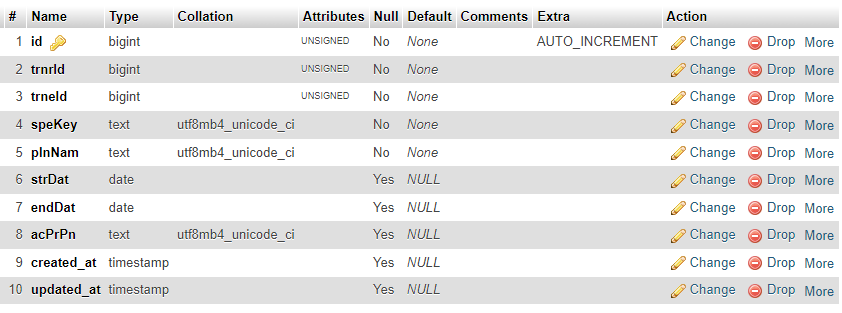 # Name Type Collation Attributes Null Default Comments Extra Action
1 id bigint UNSIGNED No None AUTO_INCREMENT Change Drop More
2 trnrId bigint UNSIGNED No None Change Drop More
3 trneId bigint UNSIGNED No None Change Drop More
4 speKey text utf8mb4_unicode_ci No None Change Drop More
5 plnNam text utf8mb4_unicode_ci No None Change Drop More
6 strDat date Yes NULL Change Drop More
7 endDat date Yes NULL Change Drop More
8 acPrPn text utf8mb4_unicode_ci Yes NULL Change Drop More
9 created_at timestamp Yes NULL Change Drop More
10 updated_at timestamp Yes NULL Change Drop More